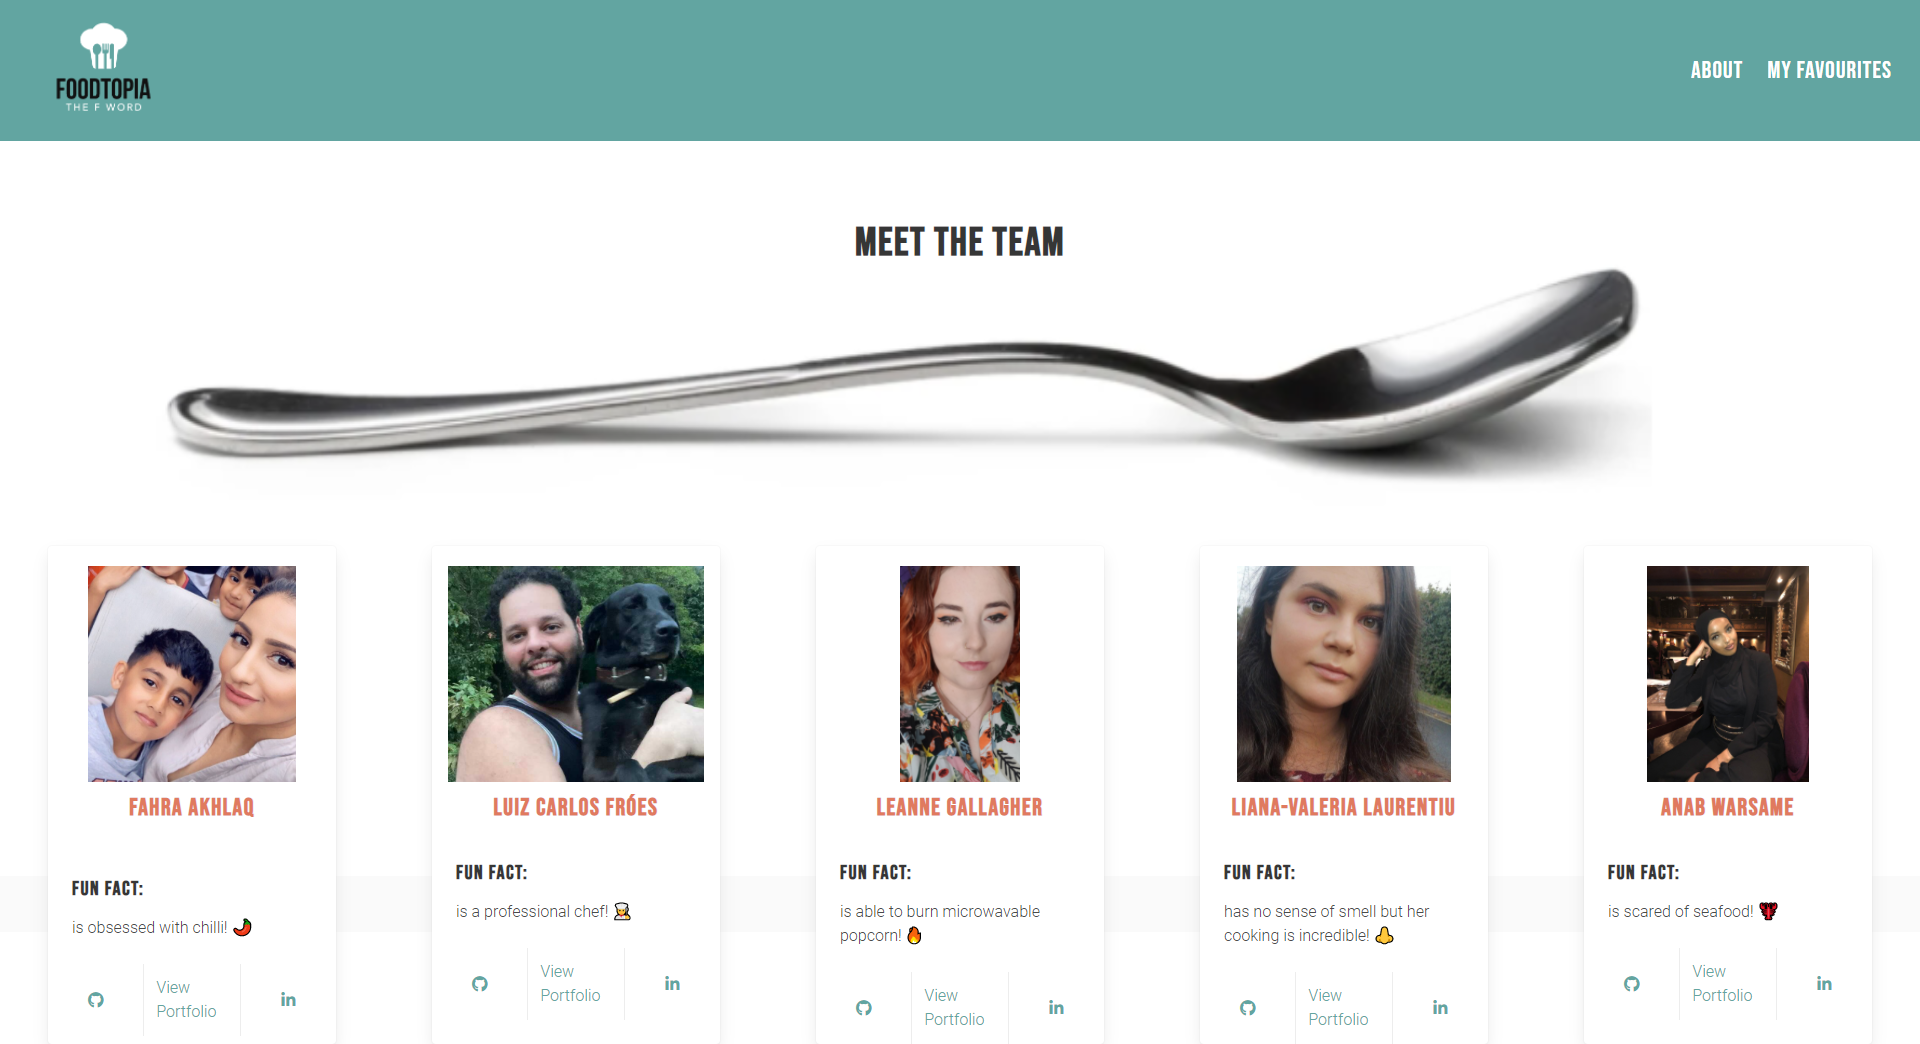 FOODTOPIA
THE F WORD
ABOUT
MY FAVOURITES
MEET THE TEAM
FAHRA AKHLAQ
FUN FACT:
is obsessed with chilli! 🌶️
View
Portfolio
in
LUIZ CARLOS FRÓES
FUN FACT:
is a professional chef! 👨‍🍳
View
Portfolio
in
LEANNE GALLAGHER
FUN FACT:
is able to burn microwavable
popcorn! 🔥
View
Portfolio
in
LIANA-VALERIA LAURENTIU
FUN FACT:
has no sense of smell but her
cooking is incredible! 👃
View
Portfolio
in
ANAB WARSAME
FUN FACT:
is scared of seafood! 🦞
View
Portfolio
in